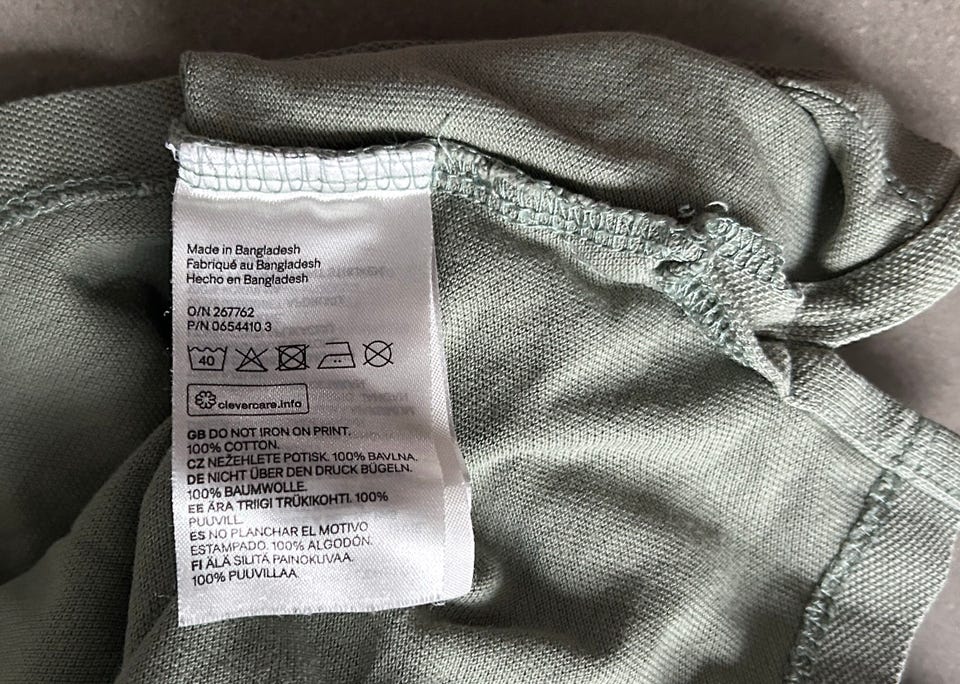 Made in Bangladesh
Fabriqué au Bangladesh
Hecho en Bangladesh
O/N 267762
P/N 0654410 3
40
clevercare.info
GB DO NOT IRON ON PRINT.
100% COTTON.
CZ NEŽEHLETE POTISK. 100% BAVLNA.
DE NICHT ÜBER DEN DRUCK BÜGELN.
100% BAUMWOLLE.
EE ÄRA TRIIGI TRÜKIKOHTI. 100%
PUUVILL.
ES NO PLANCHAR EL MOTIVO
ESTAMPADO. 100% ALGODÓN.
FI ÄLÄ SILITÄ PAINOKUVAA.
100% PUUVILLAA